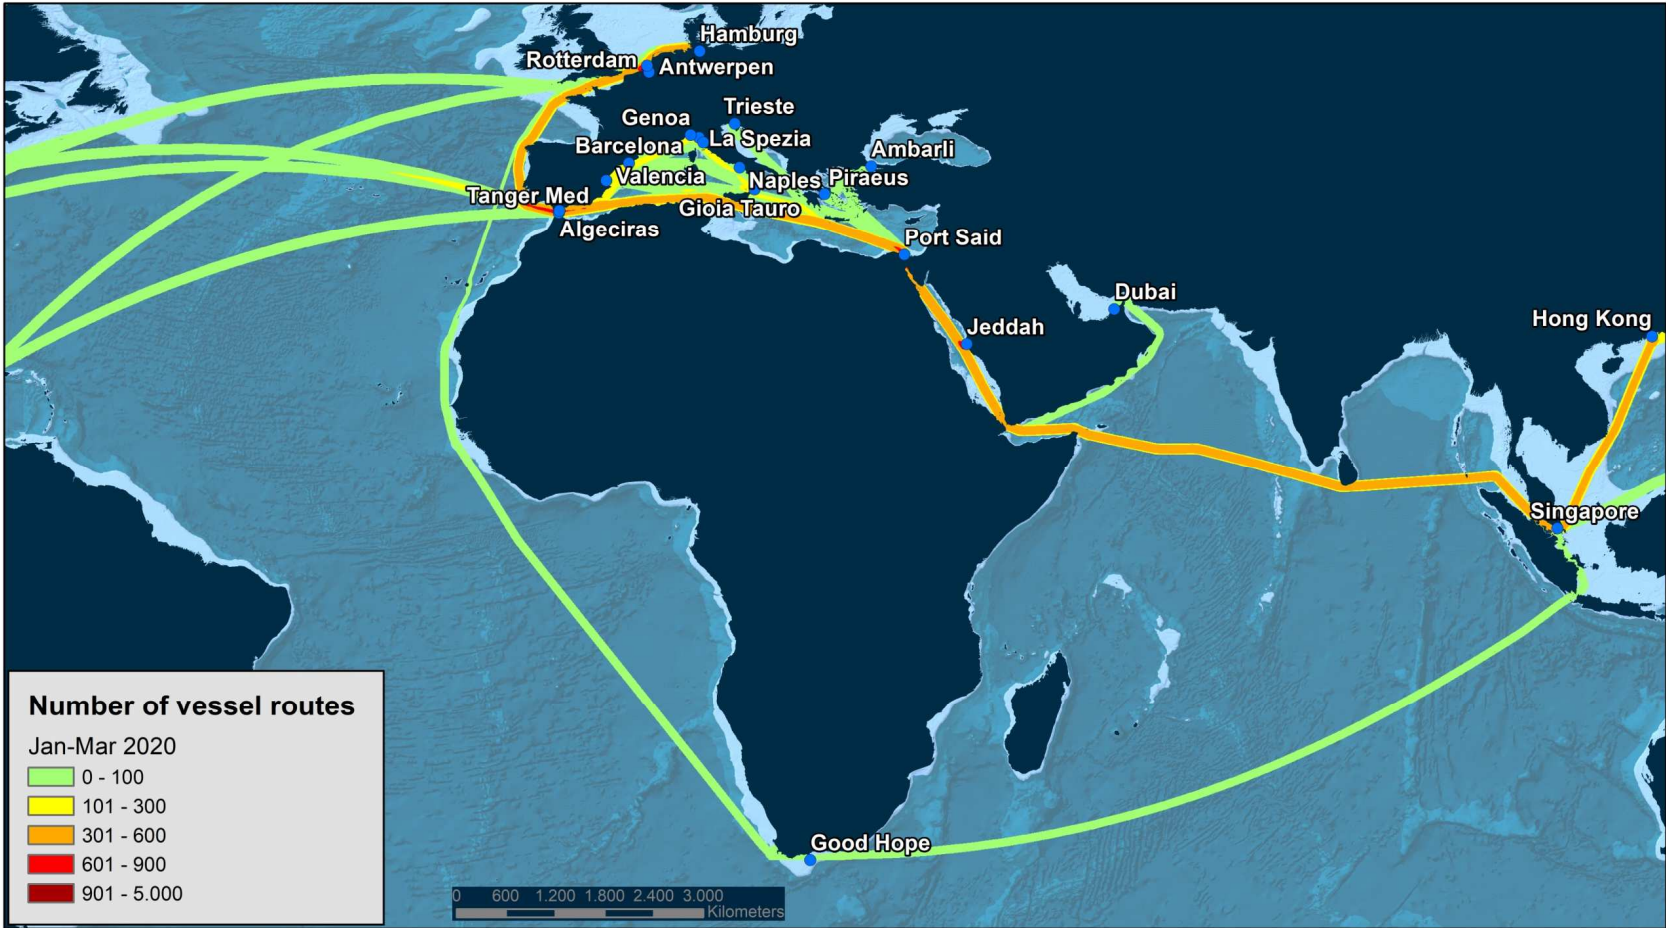 Hamburg
Rotterdam
Antwerpen
Trieste
Genoa
La Spezia
Barcelona
Ambarli
Valencia
Naples
Piraeus
Tanger Med
Gioia Tauro
Algeciras
Port Said
Dubai
Hong Kong
Jeddah
Singapore
Good Hope
Number of vessel routes
Jan-Mar 2020
0 - 100
101 - 300
301 - 600
601 - 900
901 - 5.000
0 600 1.200 1.800 2.400 3.000
Kilometers